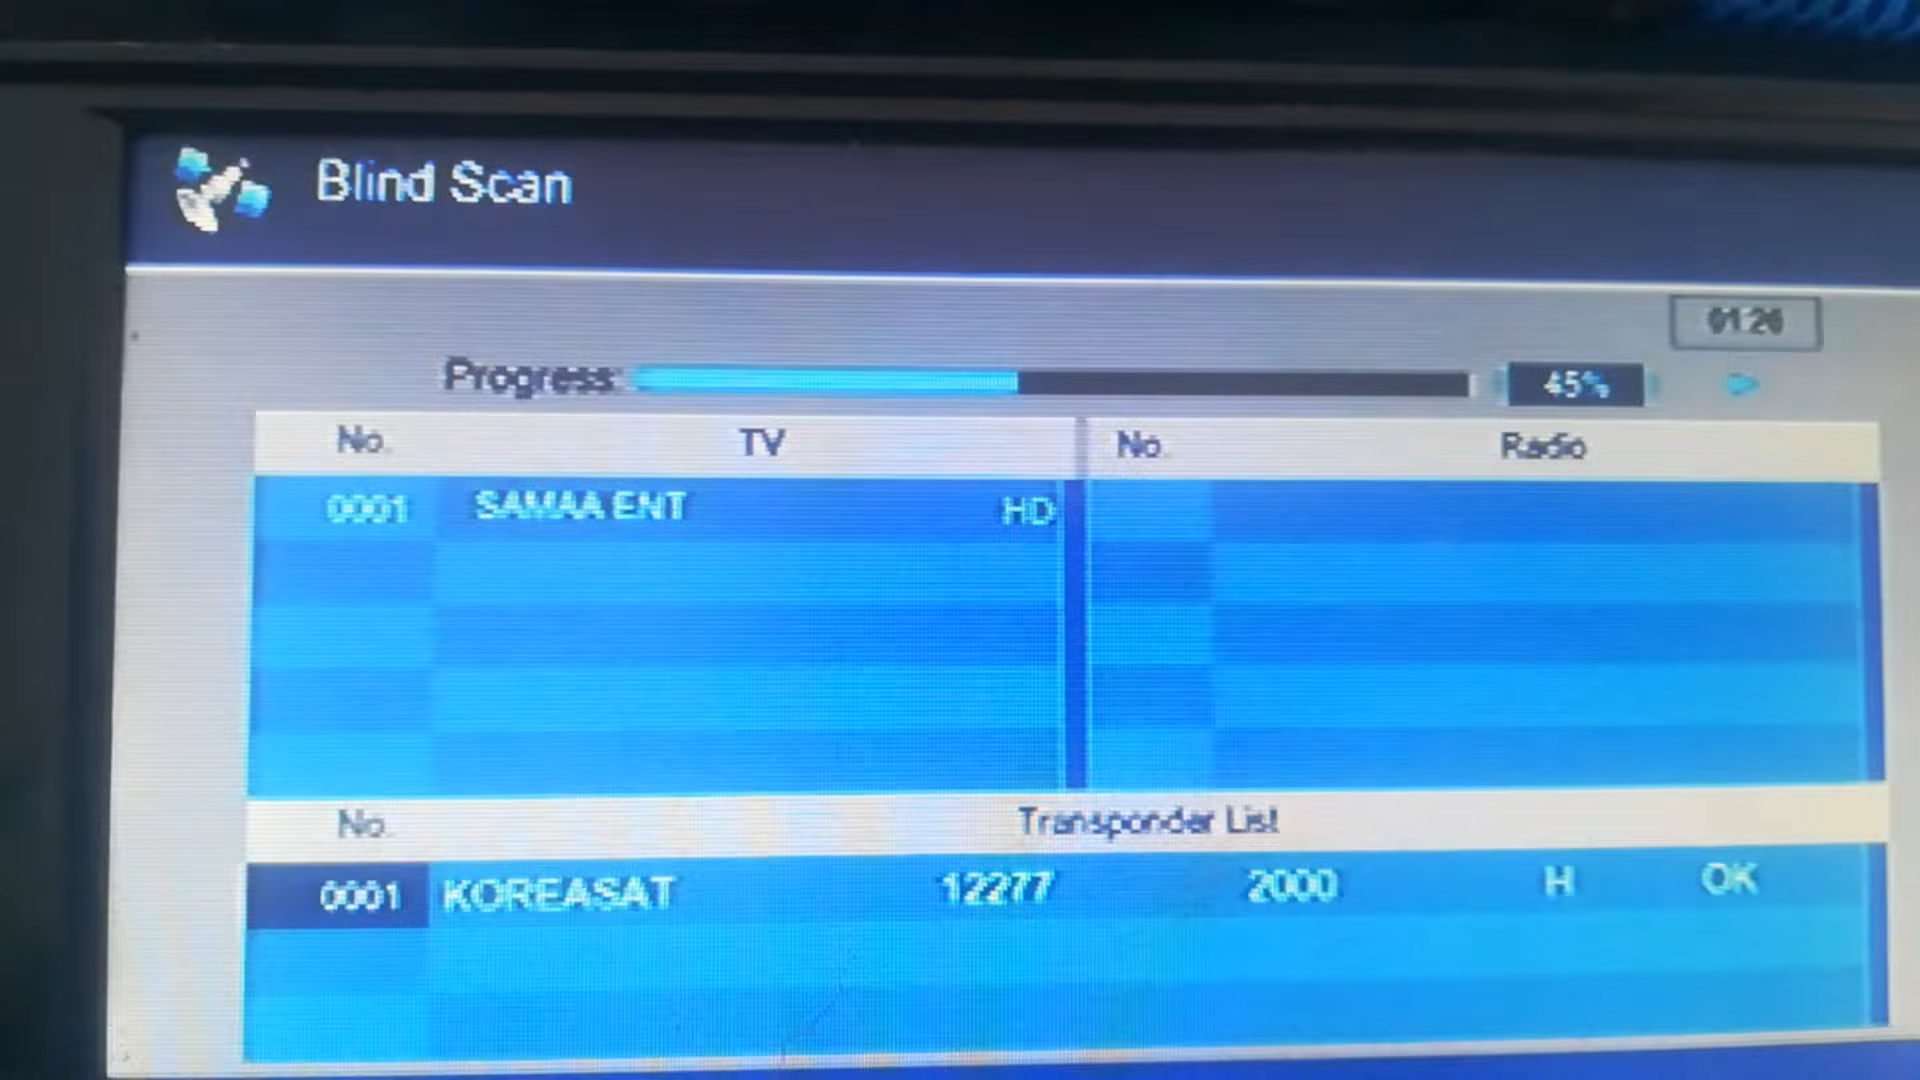 Blind Scan
01:26
Progress: 45%
No. TV No. Radio
0001 SAMAA ENT HD
No. Transponder List
0001 KOREASAT 12277 2000 H OK